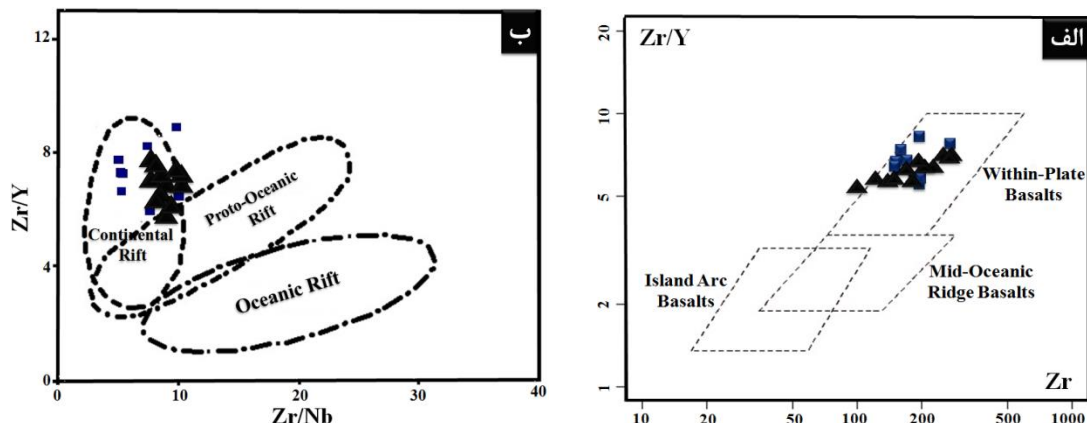 ب
12
8
4
0
Zr/Y
Continental
Rift
Proto-Oceanic
Rift
Oceanic Rift
0
10
20
30
40
Zr/Nb
الف
Zr/Y
20
10
5
2
1
Within-Plate
Basalts
Island Arc
Basalts
Mid-Oceanic
Ridge Basalts
Zr
10
20
50
100
200
500
1000